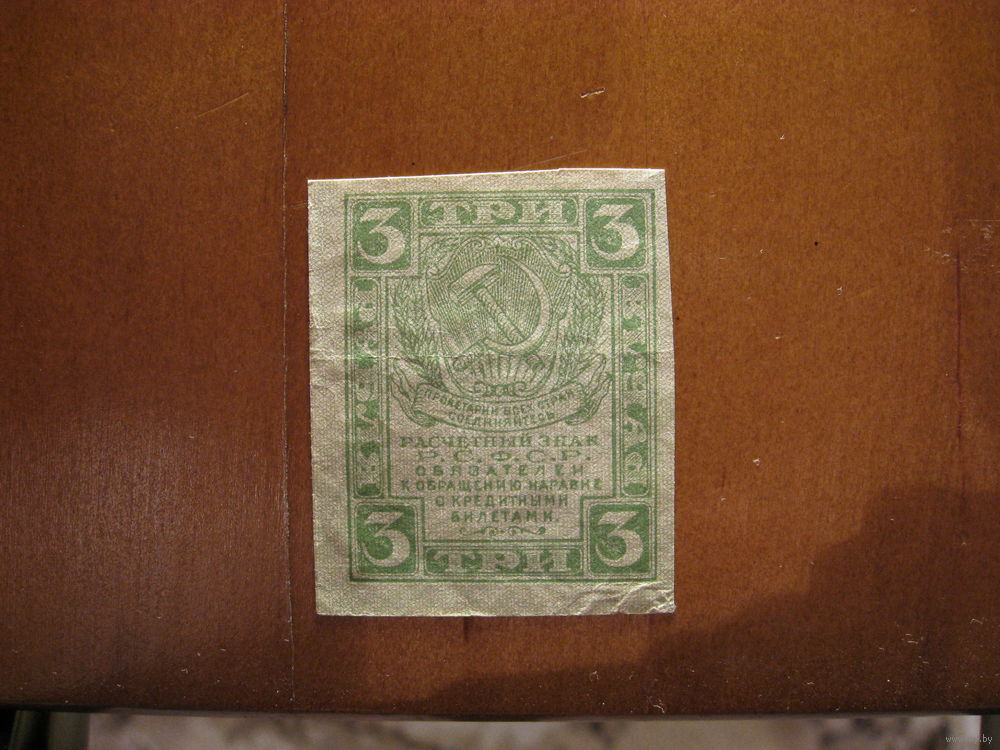 3 ТРИ 3
ПРОЛЕТАРИИ ВСЕХ СТРАН
СОЕДИНЯЙТЕСЬ
РАСЧЕТНЫЙ ЗНАК
Р.С.Ф.С.Р.
ОБЯЗАТЕЛЕН
К ОБРАЩЕНИЮ НАРАВНЕ
С КРЕДИТНЫМИ
БИЛЕТАМИ.
3 ТРИ 3